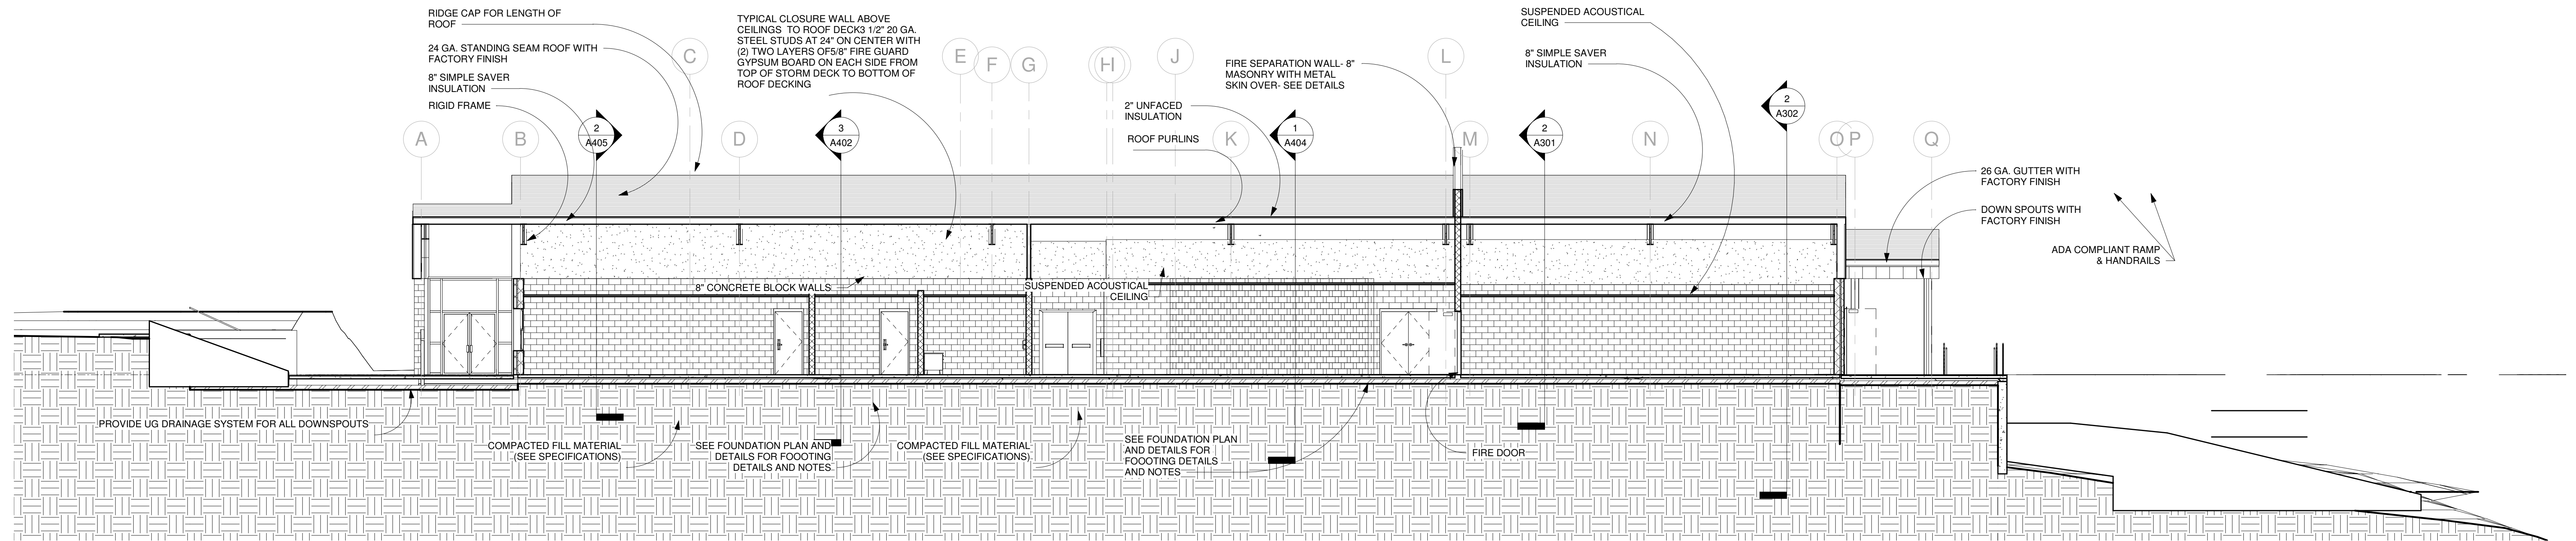 RIDGE CAP FOR LENGTH OF
ROOF
24 GA. STANDING SEAM ROOF WITH
FACTORY FINISH
8" SIMPLE SAVER
INSULATION
RIGID FRAME
TYPICAL CLOSURE WALL ABOVE
CEILINGS TO ROOF DECK3 1/2" 20 GA.
STEEL STUDS AT 24" ON CENTER WITH
(2) TWO LAYERS OF5/8" FIRE GUARD
GYPSUM BOARD ON EACH SIDE FROM
TOP OF STORM DECK TO BOTTOM OF
ROOF DECKING
2" UNFACED
INSULATION
ROOF PURLINS
FIRE SEPARATION WALL- 8"
MASONRY WITH METAL
SKIN OVER- SEE DETAILS
SUSPENDED ACOUSTICAL
CEILING
8" SIMPLE SAVER
INSULATION
A
B
C
D
E
F
G
H
J
K
L
M
N
O
P
Q
2
A405
3
A402
1
A404
2
A301
2
A302
26 GA. GUTTER WITH
FACTORY FINISH
DOWN SPOUTS WITH
FACTORY FINISH
ADA COMPLIANT RAMP
& HANDRAILS
8" CONCRETE BLOCK WALLS
SUSPENDED ACOUSTICAL
CEILING
PROVIDE UG DRAINAGE SYSTEM FOR ALL DOWNSPOUTS
COMPACTED FILL MATERIAL
(SEE SPECIFICATIONS)
SEE FOUNDATION PLAN AND
DETAILS FOR FOOOTING
DETAILS AND NOTES
COMPACTED FILL MATERIAL
(SEE SPECIFICATIONS)
SEE FOUNDATION PLAN
AND DETAILS FOR
FOOOTING DETAILS
AND NOTES
FIRE DOOR